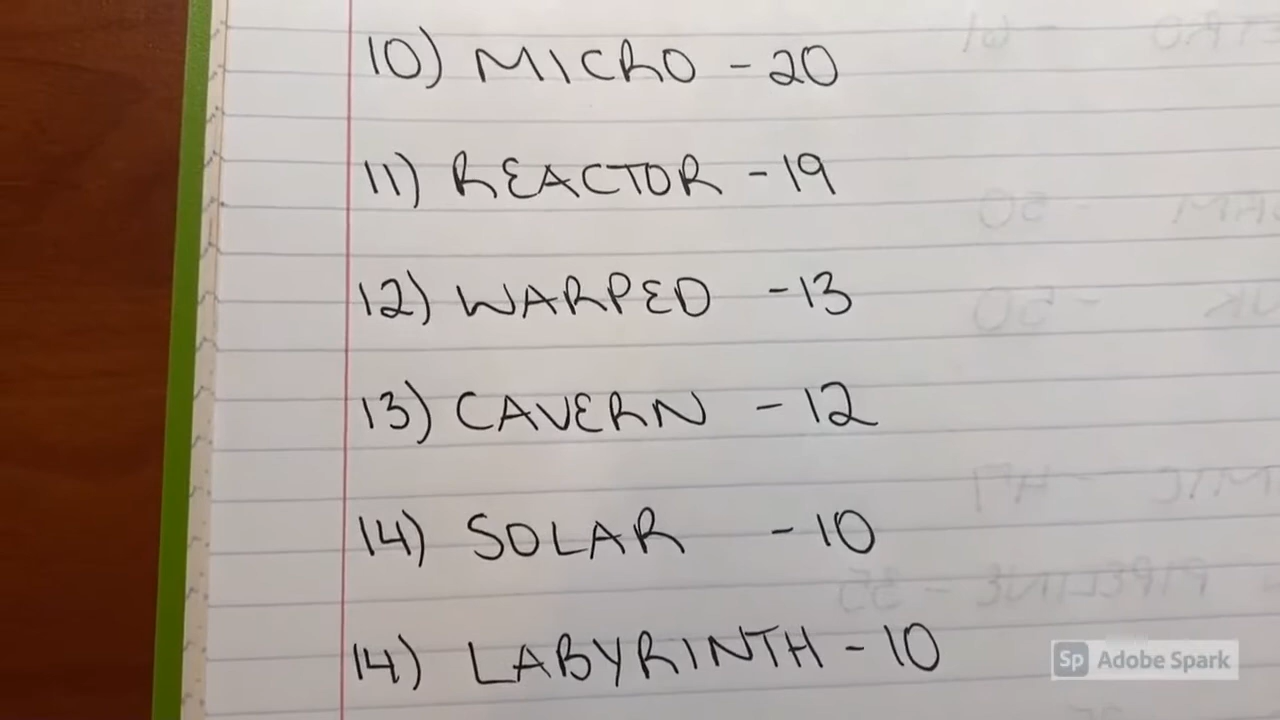 10) MICRO - 20
11) REACTOR - 19
12) WARPED - 13
13) CAVERN - 12
14) SOLAR - 10
14) LABYRINTH - 10
Sp Adobe Spark